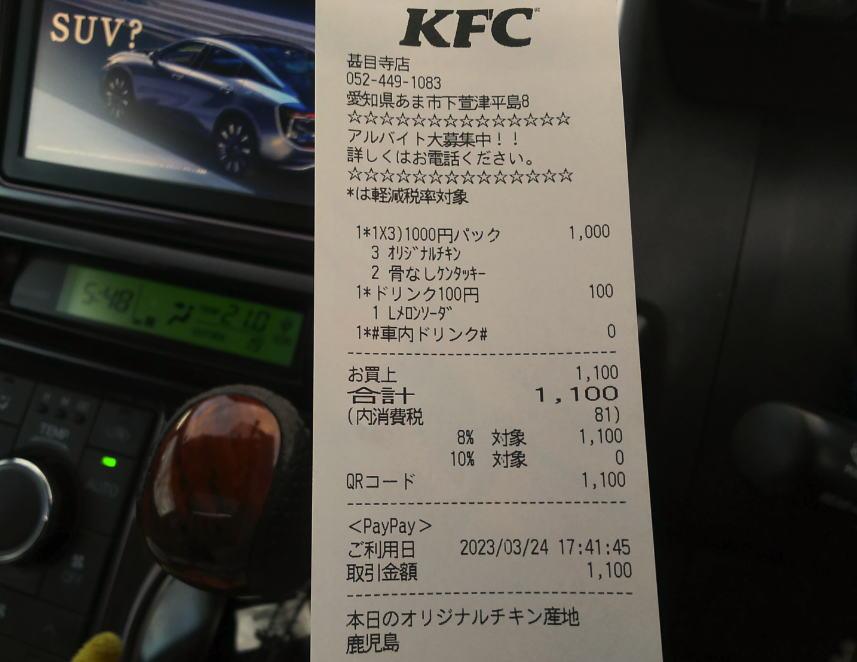 SUV?
5:48
21.0
TEMP
AUTO
KFC
甚目寺店
052-449-1083
愛知県あま市下萱津平島8
☆☆☆☆☆☆☆☆☆☆☆☆☆☆
アルバイト大募集中！！
詳しくはお電話ください。
☆☆☆☆☆☆☆☆☆☆☆☆☆☆
*は軽減税率対象
1*1X3)1000円パック 1,000
3 ｵﾘｼﾞﾅﾙﾁｷﾝ
2 骨なしｹﾝﾀｯｷｰ
1*ドリンク100円 100
1 Lﾒﾛﾝｿｰﾀﾞ
1*#車内ドリンク# 0
お買上 1,100
合計 1,100
(内消費税 81)
8% 対象 1,100
10% 対象 0
QRコード 1,100
＜PayPay＞
ご利用日 2023/03/24 17:41:45
取引金額 1,100
本日のオリジナルチキン産地
鹿児島